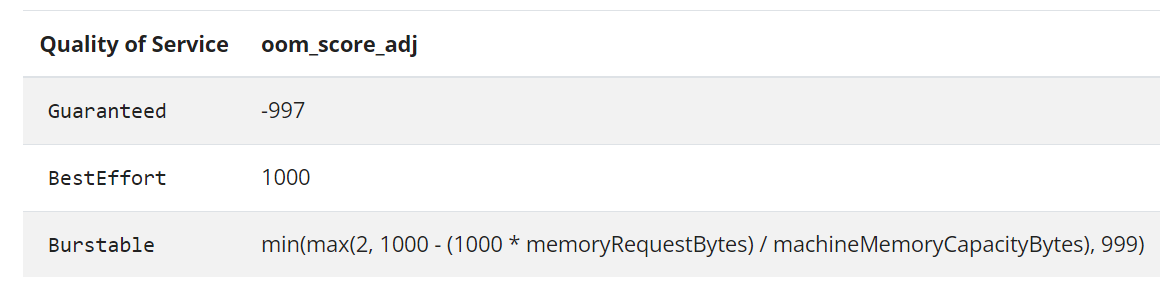 Quality of Service oom_score_adj
Guaranteed -997
BestEffort 1000
Burstable min(max(2, 1000 - (1000 * memoryRequestBytes) / machineMemoryCapacityBytes), 999)